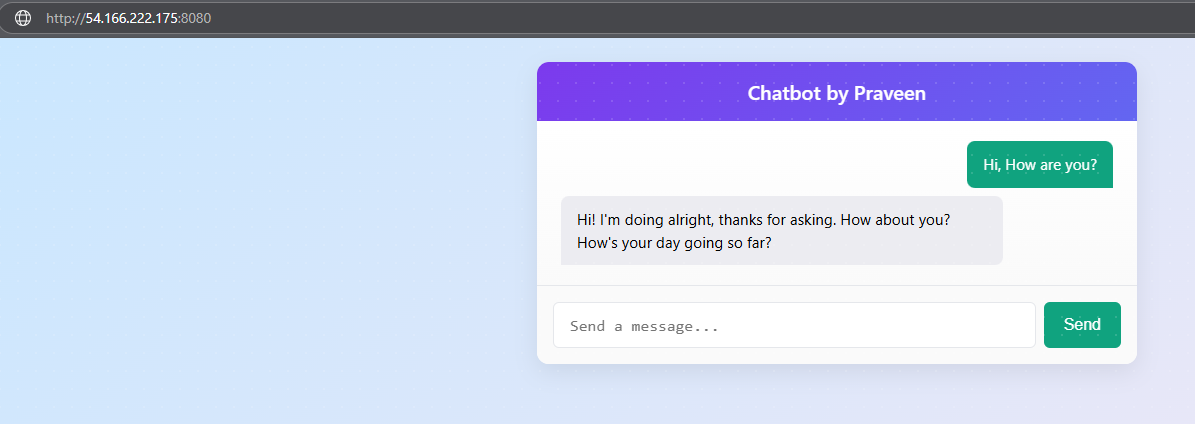 http://54.166.222.175:8080
Chatbot by Praveen
Hi, How are you?
Hi! I'm doing alright, thanks for asking. How about you?
How's your day going so far?
Send a message...
Send